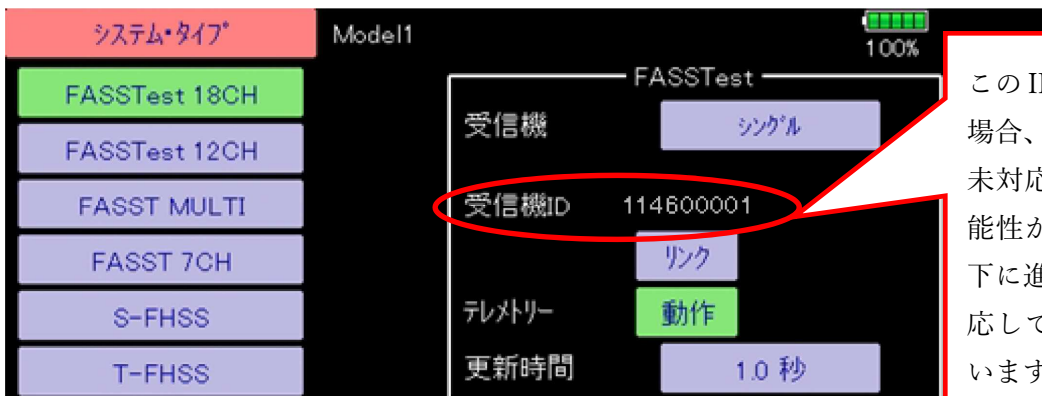 システム・タイプ
Model1
100%
FASSTest 18CH
FASSTest 12CH
FASST MULTI
FASST 7CH
S-FHSS
T-FHSS
FASSTest
受信機
シングル
受信機ID
114600001
リンク
テレメトリー
動作
更新時間
1.0 秒
この
場合、
未対応
能性が
下に進
応して
います